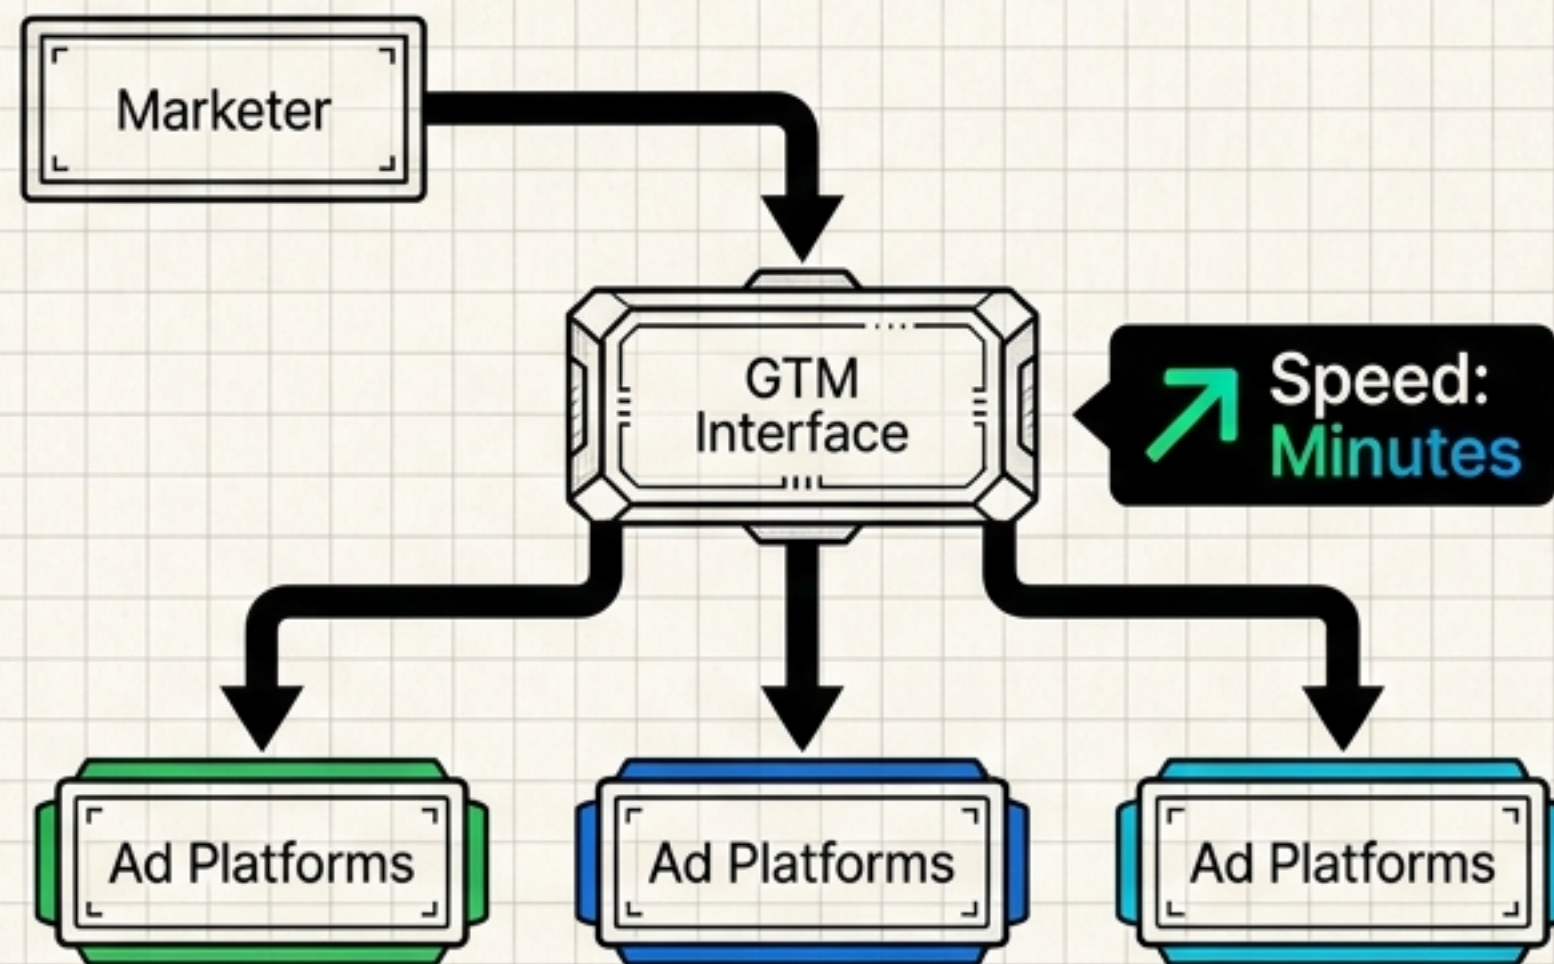 Marketer
GTM
Interface
Speed:
Minutes
Ad Platforms
Ad Platforms
Ad Platforms